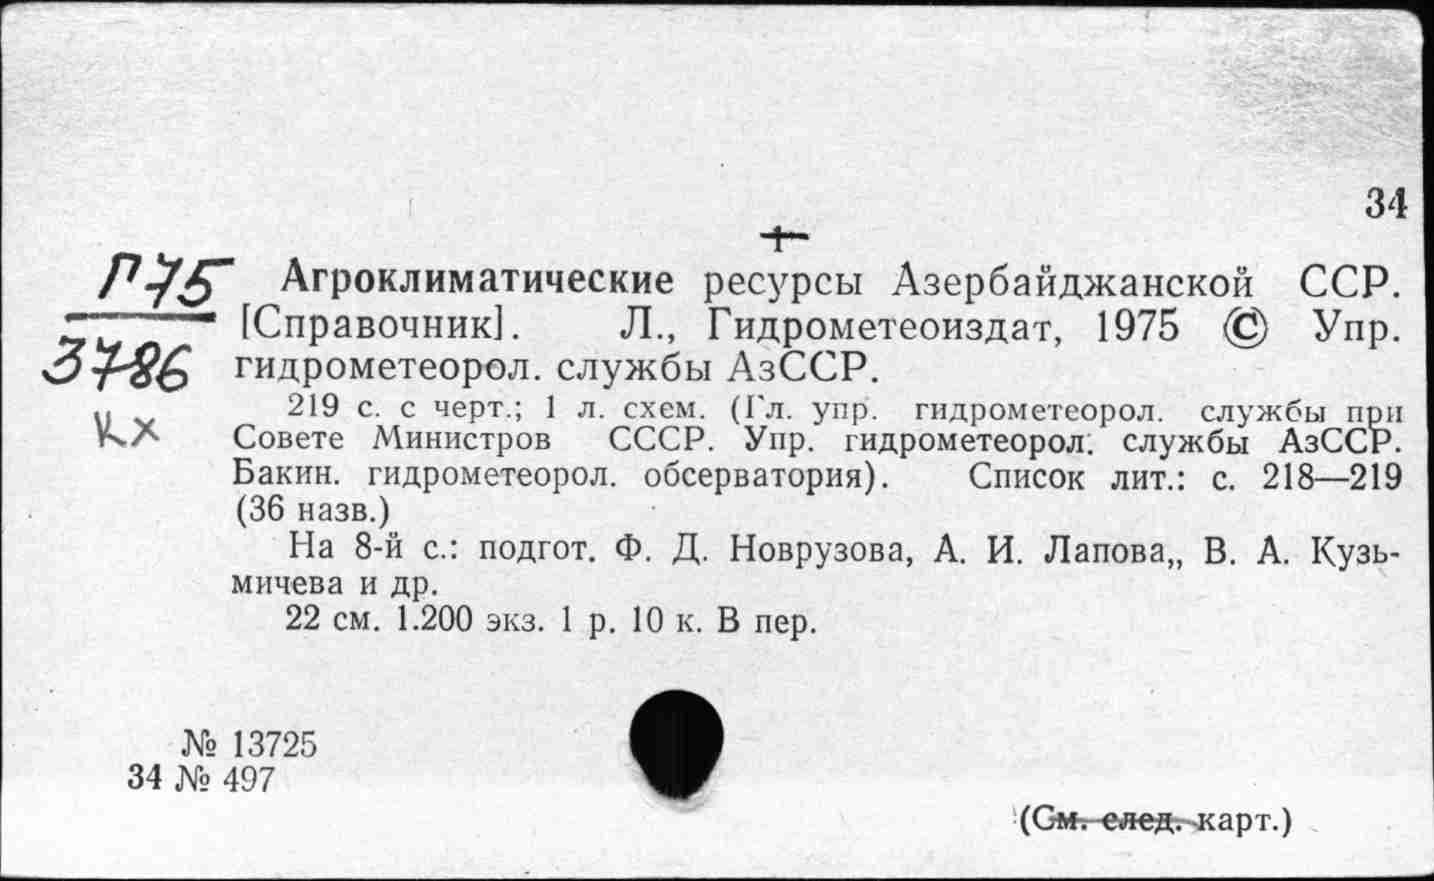 34
П75 Агроклиматические ресурсы Азербайджанской ССР.
[Справочник]. Л., Гидрометеоиздат, 1975 © Упр.
3786 гидрометеорол. службы АзССР.
219 с. с черт.; 1 л. схем. (Гл. упр. гидрометеорол. службы при
Кх Совете Министров СССР. Упр. гидрометеорол. службы АзССР.
Бакин. гидрометеорол. обсерватория). Список лит.: с. 218—219
(36 назв.)
На 8-й с.: подгот. Ф. Д. Новрузова, А. И. Лапова,, В. А. Кузь-
мичева и др.
22 см. 1.200 экз. 1 р. 10 к. В пер.
№ 13725
34 № 497
(См. след. карт.)